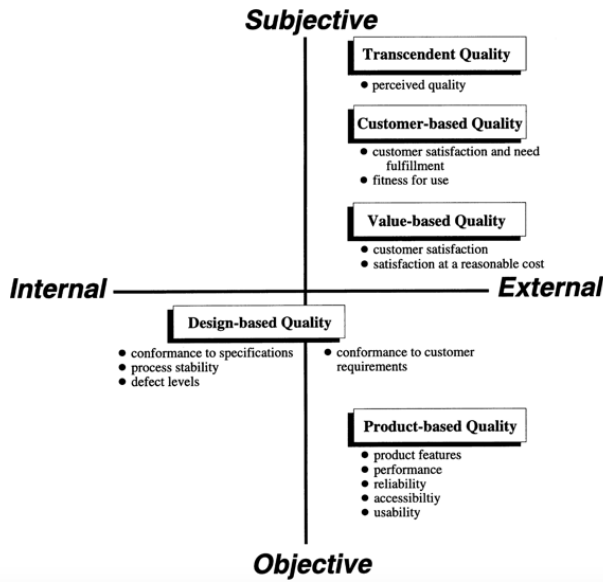 Subjective
Transcendent Quality
● perceived quality
Customer-based Quality
● customer satisfaction and need
fulfillment
● fitness for use
Value-based Quality
● customer satisfaction
● satisfaction at a reasonable cost
Internal
External
Design-based Quality
● conformance to specifications
● process stability
● defect levels
● conformance to customer
requirements
Product-based Quality
● product features
● performance
● reliability
● accessibiltiy
● usability
Objective